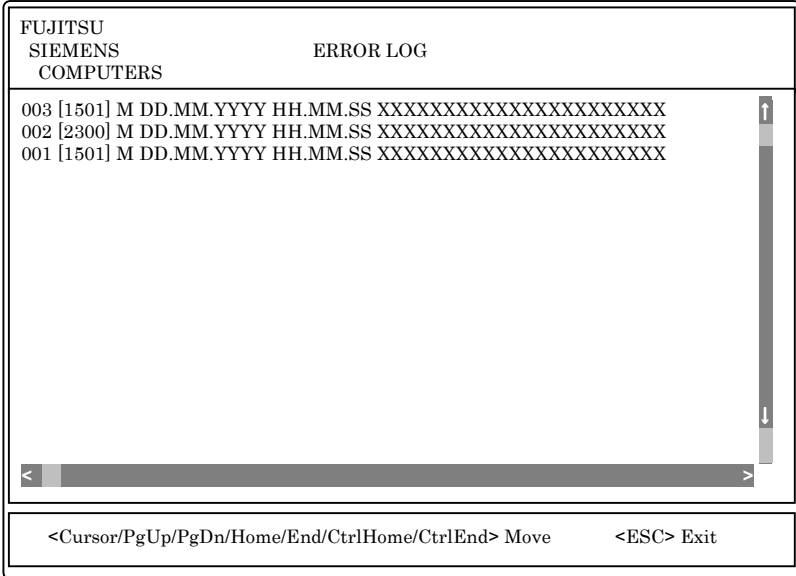 FUJITSU
SIEMENS ERROR LOG
COMPUTERS
003 [1501] M DD.MM.YYYY HH.MM.SS XXXXXXXXXXXXXXXXXXXXXX
002 [2300] M DD.MM.YYYY HH.MM.SS XXXXXXXXXXXXXXXXXXXXXX
001 [1501] M DD.MM.YYYY HH.MM.SS XXXXXXXXXXXXXXXXXXXXXX
<Cursor/PgUp/PgDn/Home/End/CtrlHome/CtrlEnd> Move <ESC> Exit